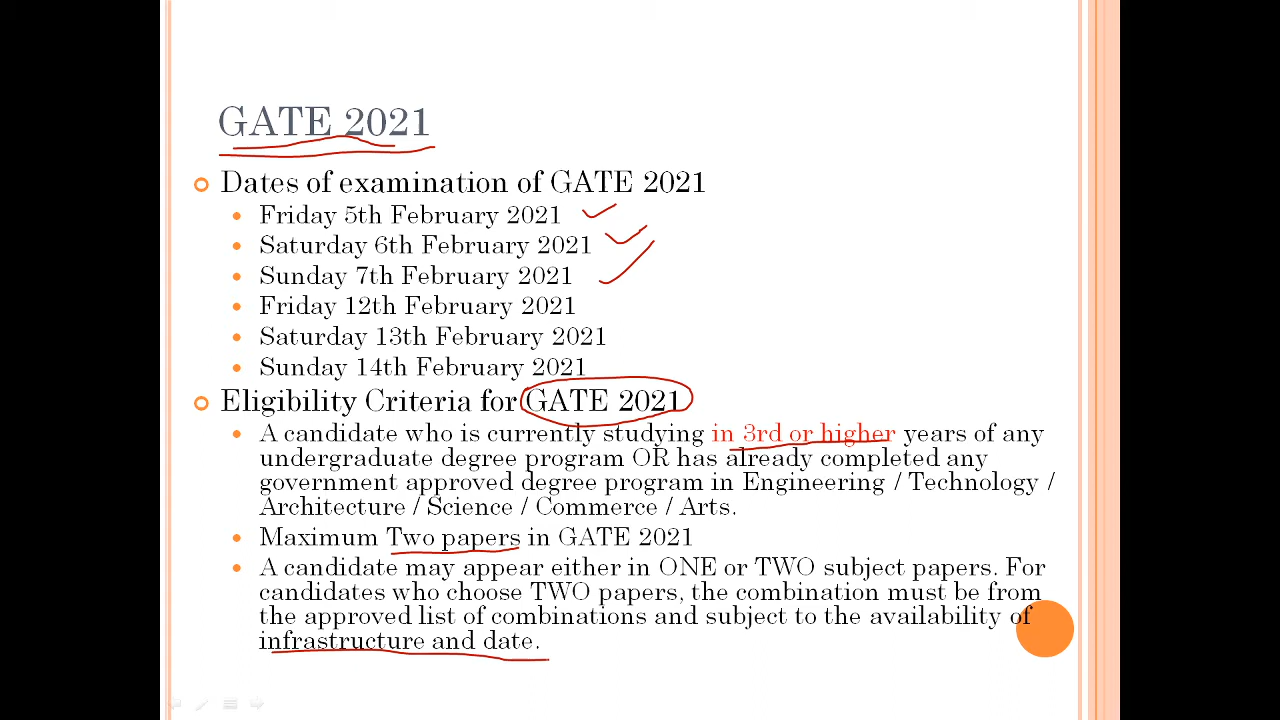 GATE 2021
Dates of examination of GATE 2021
Friday 5th February 2021
Saturday 6th February 2021
Sunday 7th February 2021
Friday 12th February 2021
Saturday 13th February 2021
Sunday 14th February 2021
Eligibility Criteria for GATE 2021
A candidate who is currently studying in 3rd or higher years of any
undergraduate degree program OR has already completed any
government approved degree program in Engineering / Technology /
Architecture / Science / Commerce / Arts.
Maximum Two papers in GATE 2021
A candidate may appear either in ONE or TWO subject papers. For
candidates who choose TWO papers, the combination must be from
the approved list of combinations and subject to the availability of
infrastructure and date.